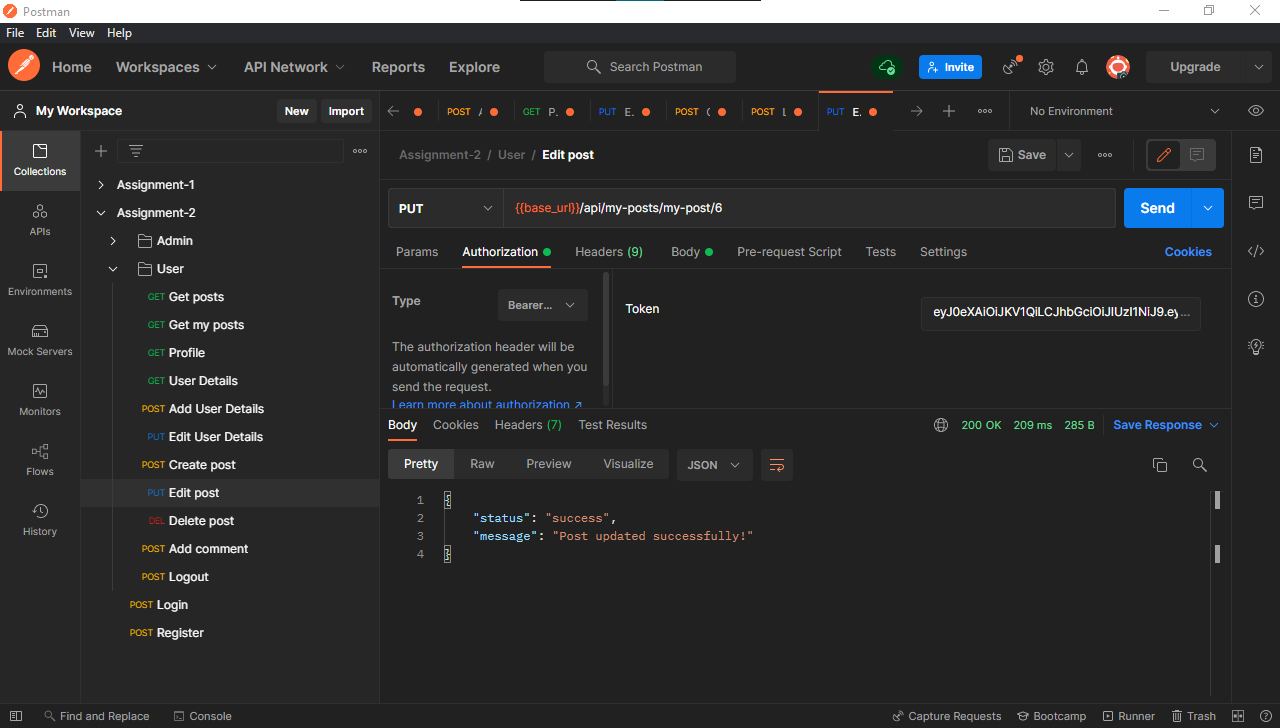 Postman
File Edit View Help
Home Workspaces API Network Reports Explore Search Postman Invite Upgrade
My Workspace New Import
POST GET P. PUT E. POST POST PUT E. No Environment
Collections
APIs
Environments
Mock Servers
Monitors
Flows
History
Assignment-1
Assignment-2
Admin
User
GET Get posts
GET Get my posts
GET Profile
GET User Details
POST Add User Details
PUT Edit User Details
POST Create post
PUT Edit post
DEL Delete post
POST Add comment
POST Logout
POST Login
POST Register
Assignment-2 / User / Edit post Save
PUT {{base_url}}/api/my-posts/my-post/6 Send
Params Authorization Headers (9) Body Pre-request Script Tests Settings Cookies
Type Bearer...
The authorization header will be
automatically generated when you
send the request.
Learn more about authorization ↗
Token eyJ0eXAiOiJKV1QiLCJhbGciOiJIUzI1NiJ9.ey...
Body Cookies Headers (7) Test Results 200 OK 209 ms 285 B Save Response
Pretty Raw Preview Visualize JSON
1 {
2 "status": "success",
3 "message": "Post updated successfully!"
4 }
Find and Replace Console Capture Requests Bootcamp Runner Trash